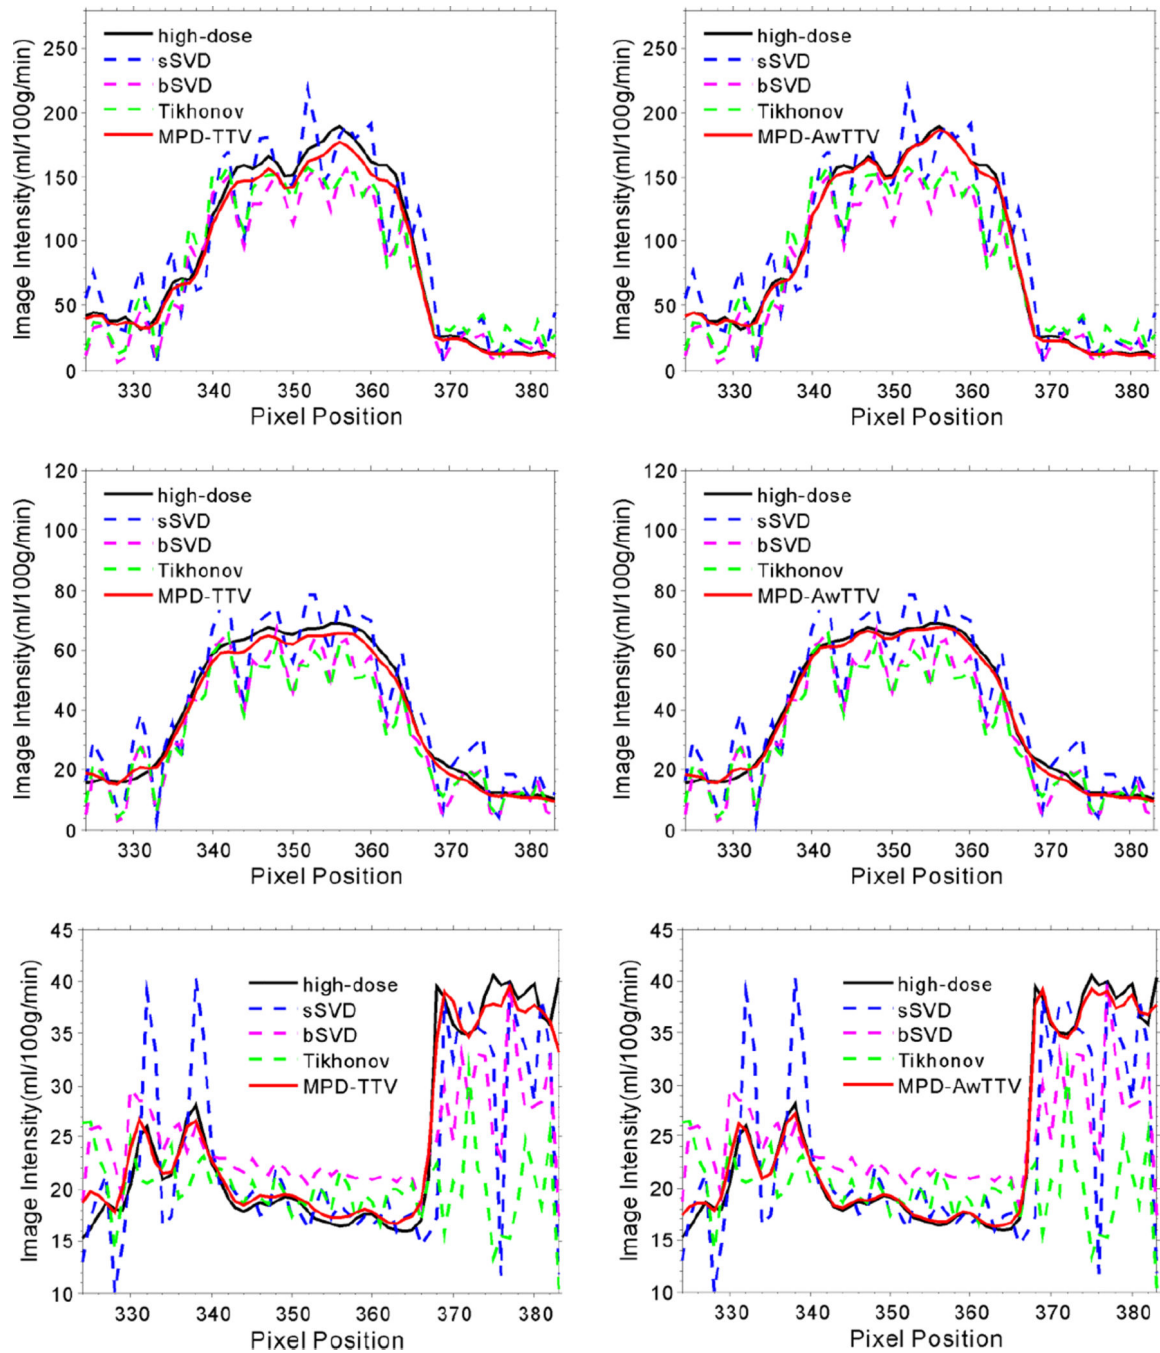 Image Intensity(ml/100g/min)
250
200
150
100
50
0
high-dose
sSVD
bSVD
Tikhonov
MPD-TTV
330 340 350 360 370 380
Pixel Position
Image Intensity(ml/100g/min)
250
200
150
100
50
0
high-dose
sSVD
bSVD
Tikhonov
MPD-AwTTV
330 340 350 360 370 380
Pixel Position
Image Intensity(ml/100g/min)
120
100
80
60
40
20
0
high-dose
sSVD
bSVD
Tikhonov
MPD-TTV
330 340 350 360 370 380
Pixel Position
Image Intensity(ml/100g/min)
120
100
80
60
40
20
0
high-dose
sSVD
bSVD
Tikhonov
MPD-AwTTV
330 340 350 360 370 380
Pixel Position
Image Intensity(ml/100g/min)
45
40
35
30
25
20
15
10
high-dose
sSVD
bSVD
Tikhonov
MPD-TTV
330 340 350 360 370 380
Pixel Position
Image Intensity(ml/100g/min)
45
40
35
30
25
20
15
10
high-dose
sSVD
bSVD
Tikhonov
MPD-AwTTV
330 340 350 360 370 380
Pixel Position